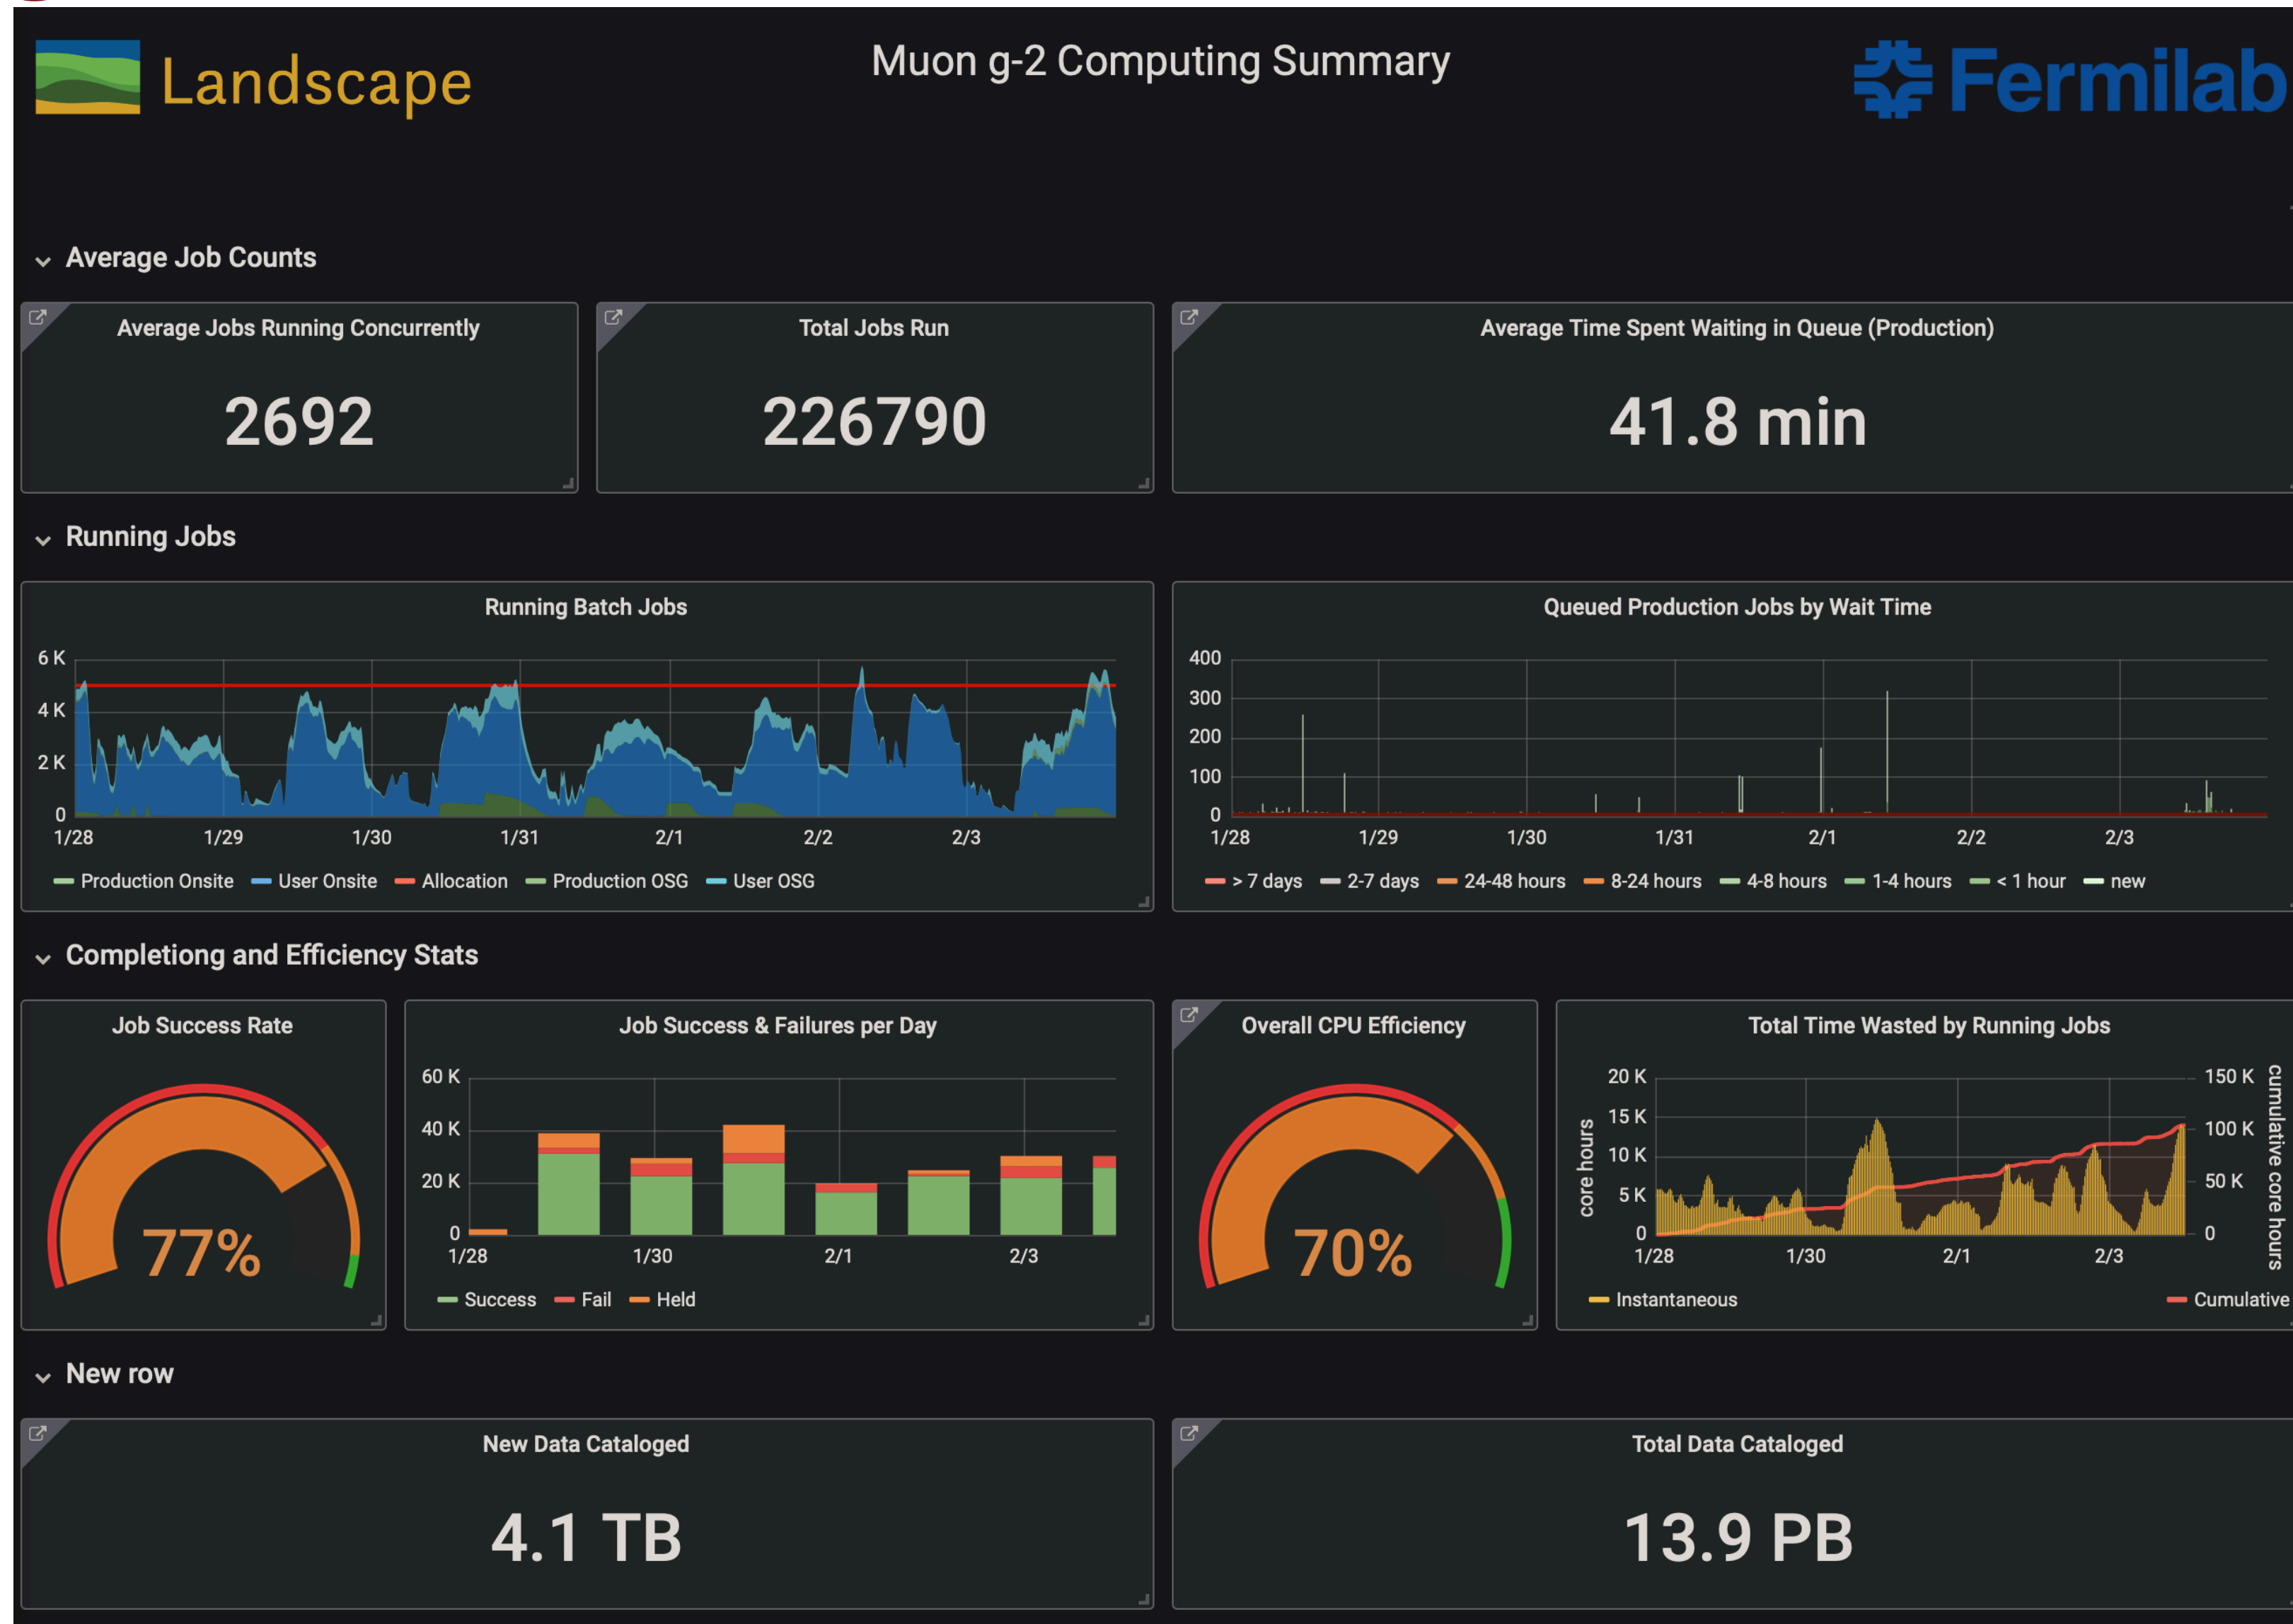 Landscape
Muon g-2 Computing Summary
Fermilab
Average Job Counts
Average Jobs Running Concurrently
2692
Total Jobs Run
226790
Average Time Spent Waiting in Queue (Production)
41.8 min
Running Jobs
Running Batch Jobs
6 K
4 K
2 K
0
1/28 1/29 1/30 1/31 2/1 2/2 2/3
Production Onsite User Onsite Allocation Production OSG User OSG
Queued Production Jobs by Wait Time
400
300
200
100
0
1/28 1/29 1/30 1/31 2/1 2/2 2/3
> 7 days 2-7 days 24-48 hours 8-24 hours 4-8 hours 1-4 hours < 1 hour new
Completiong and Efficiency Stats
Job Success Rate
77%
Job Success & Failures per Day
60 K
40 K
20 K
0
1/28 1/30 2/1 2/3
Success Fail Held
Overall CPU Efficiency
70%
Total Time Wasted by Running Jobs
core hours
20 K
15 K
10 K
5 K
0
150 K
100 K
50 K
0
cumulative core hours
1/28 1/30 2/1 2/3
Instantaneous Cumulative
New row
New Data Cataloged
4.1 TB
Total Data Cataloged
13.9 PB